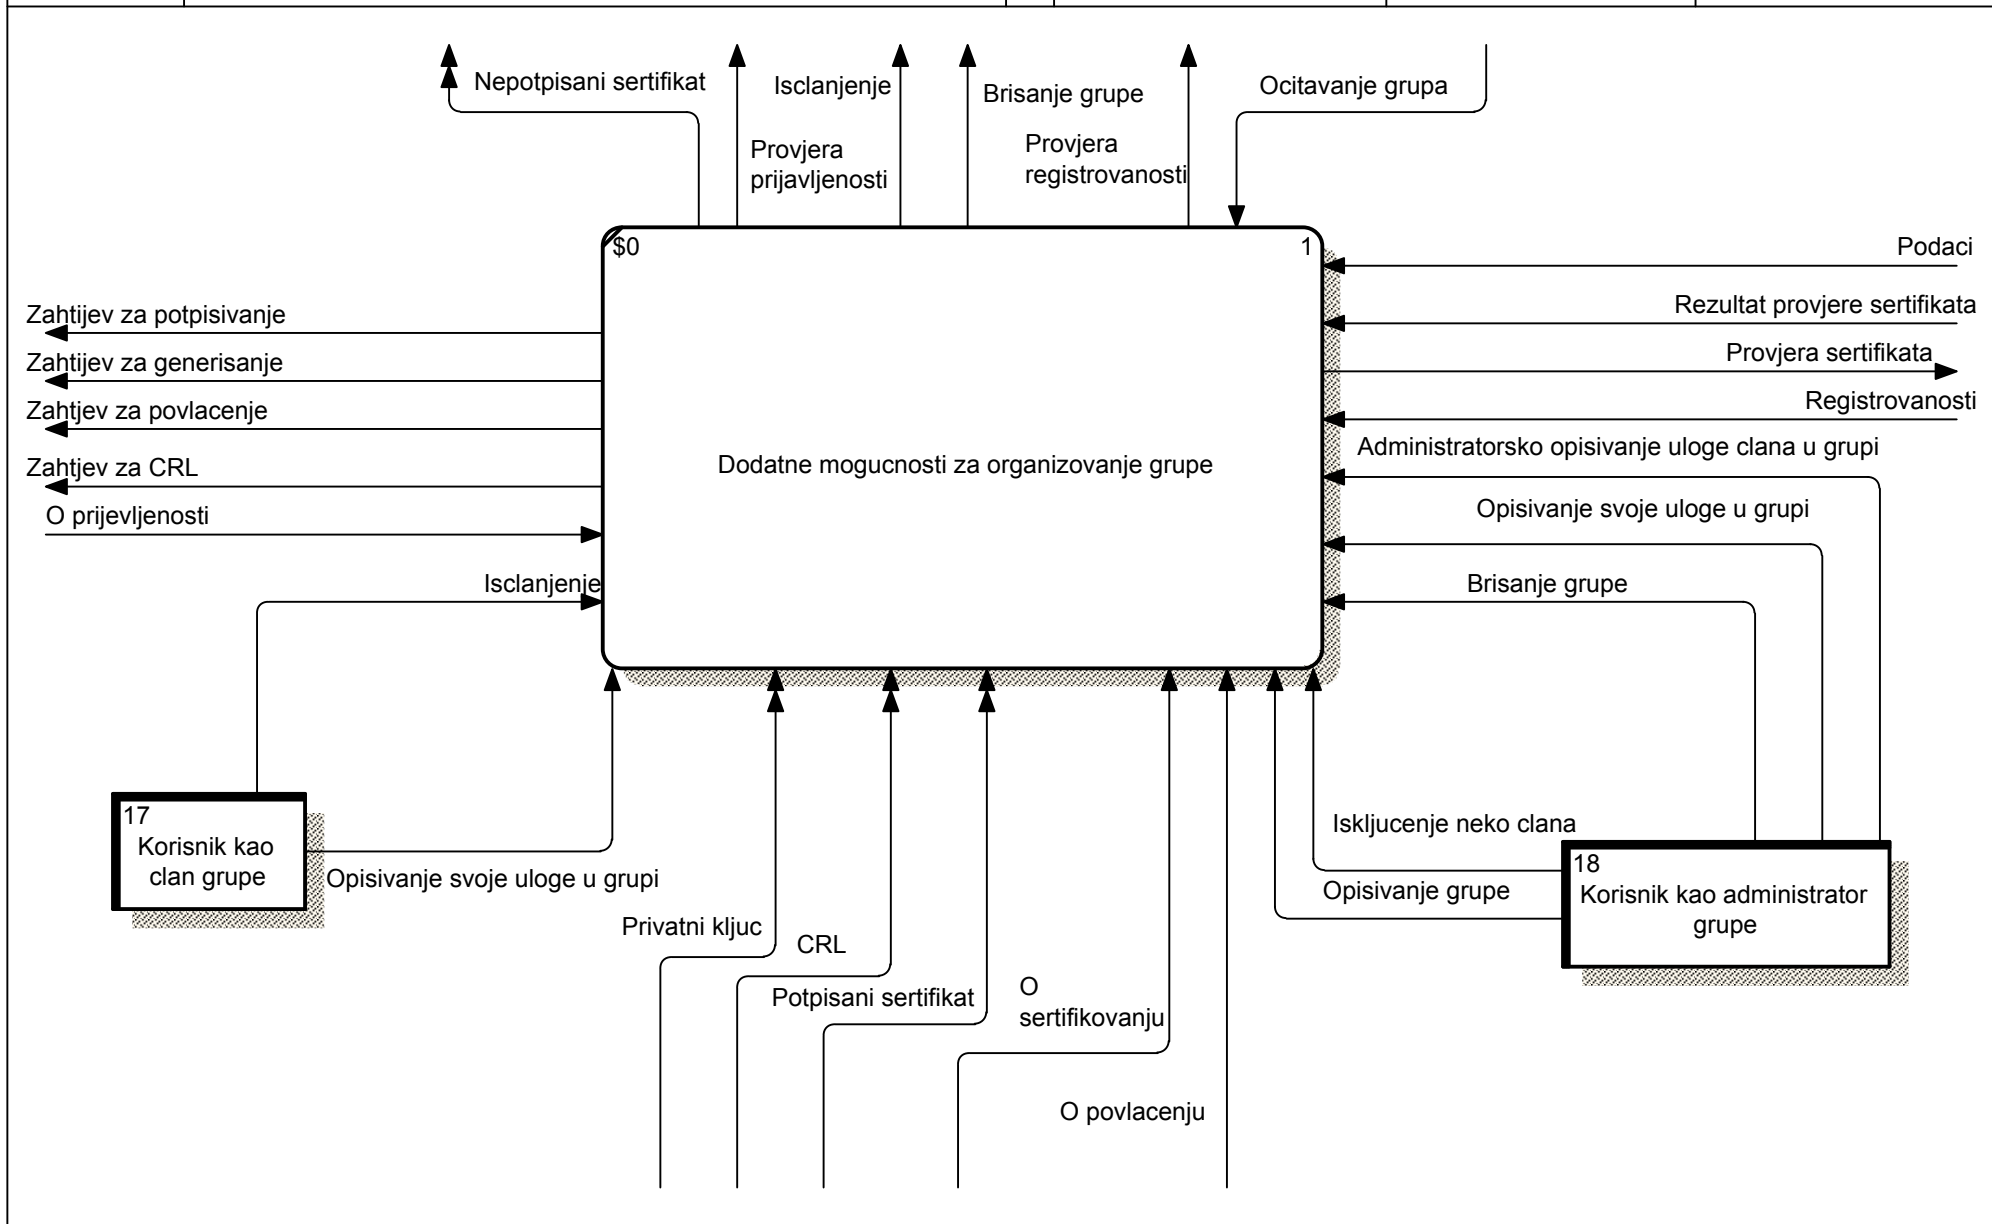 Nepotpisani sertifikat
Isclanjenje
Brisanje grupe
Ocitavanje grupa
Provjera
prijavljenosti
Provjera
registrovanosti
$0
1
Podaci
Zahtijev za potpisivanje
Rezultat provjere sertifikata
Zahtijev za generisanje
Provjera sertifikata
Zahtjev za povlacenje
Registrovanosti
Administratorsko opisivanje uloge clana u grupi
Zahtjev za CRL
Dodatne mogucnosti za organizovanje grupe
O prijevljenosti
Opisivanje svoje uloge u grupi
Isclanjenje
Brisanje grupe
17
Korisnik kao
clan grupe
Opisivanje svoje uloge u grupi
Iskljucenje neko clana
18
Korisnik kao administrator
grupe
Opisivanje grupe
Privatni kljuc
CRL
Potpisani sertifikat
O
sertifikovanju
O povlacenju